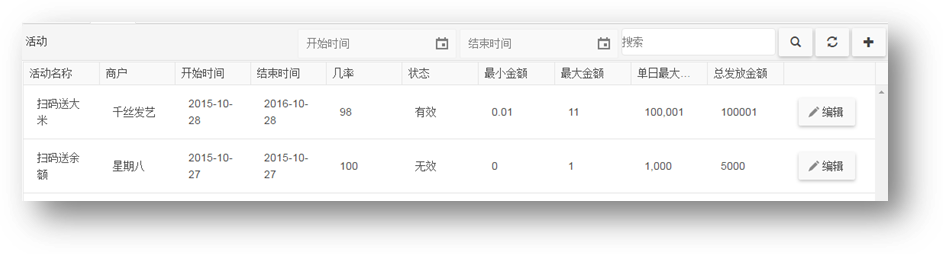 活动 开始时间 结束时间 搜索
活动名称 商户 开始时间 结束时间 几率 状态 最小金额 最大金额 单日最大... 总发放金额
扫码送大米 千丝发艺 2015-10-28 2016-10-28 98 有效 0.01 11 100,001 100001 编辑
扫码送余额 星期八 2015-10-27 2015-10-27 100 无效 0 1 1,000 5000 编辑